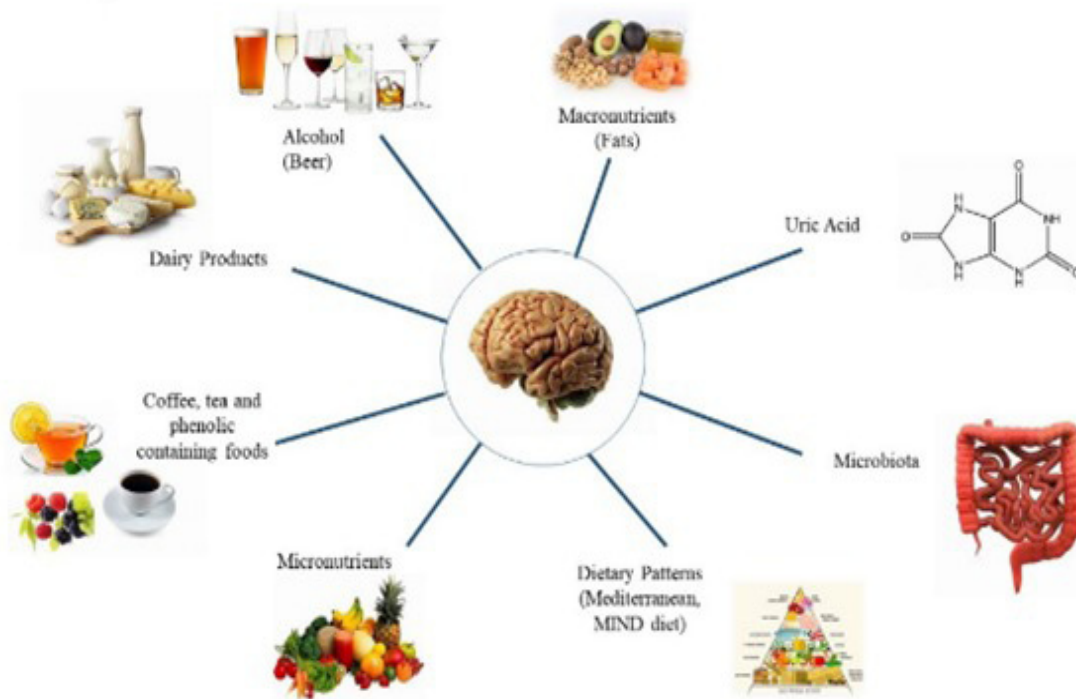 Alcohol
(Beer)
Macronutrients
(Fats)
Uric Acid
O
H
N
O
NH
N
H
N
H
O
Dairy Products
Coffee, tea and
phenolic
containing foods
Microbiota
Micronutrients
Dietary Patterns
(Mediterranean,
MIND diet)